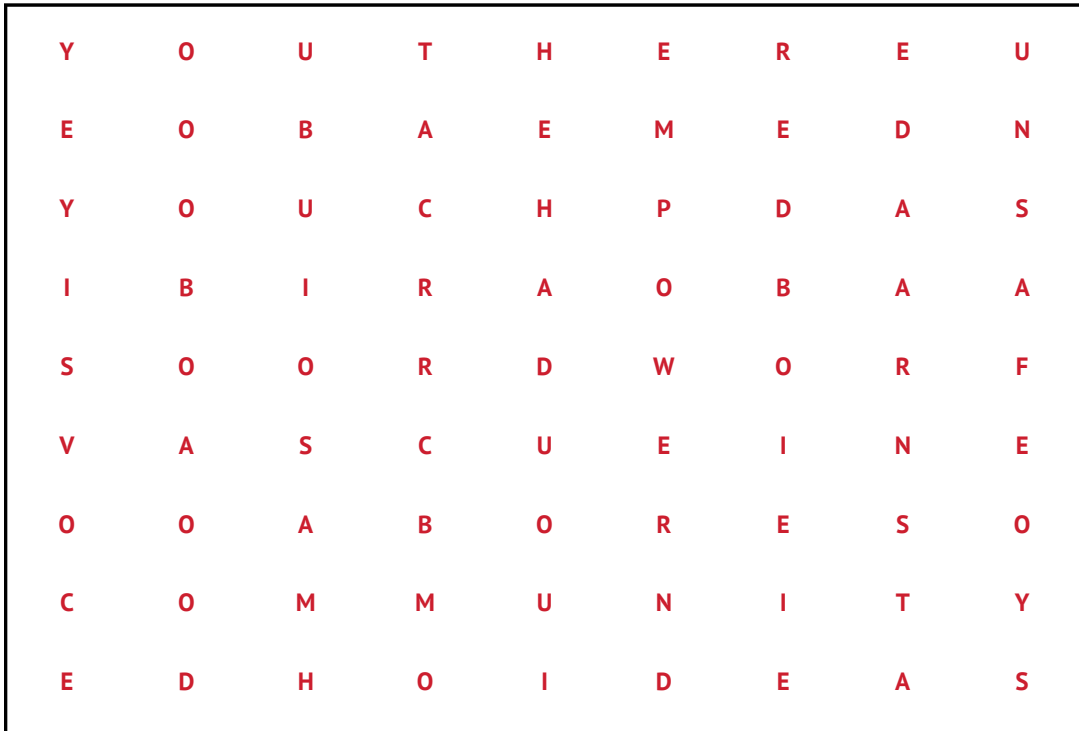 Y O U T H E R E U
E O B A E M E D N
Y O U C H P D A S
I B I R A O B A A
S O O R D W O R F
V A S C U E I N E
O O A B O R E S O
C O M M U N I T Y
E D H O I D E A S